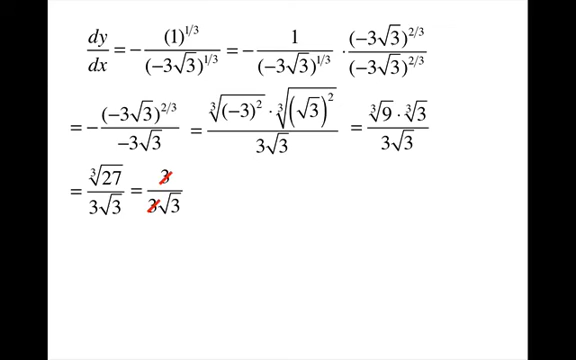 dy/dx = − (1)^{1/3} / (−3√3)^{1/3} = − 1 / (−3√3)^{1/3} · (−3√3)^{2/3} / (−3√3)^{2/3}
= − (−3√3)^{2/3} / −3√3 = ∛(−3)² · ∛(√3)² / 3√3 = ∛9 · ∛3 / 3√3
= ∛27 / 3√3 = 3 / 3√3